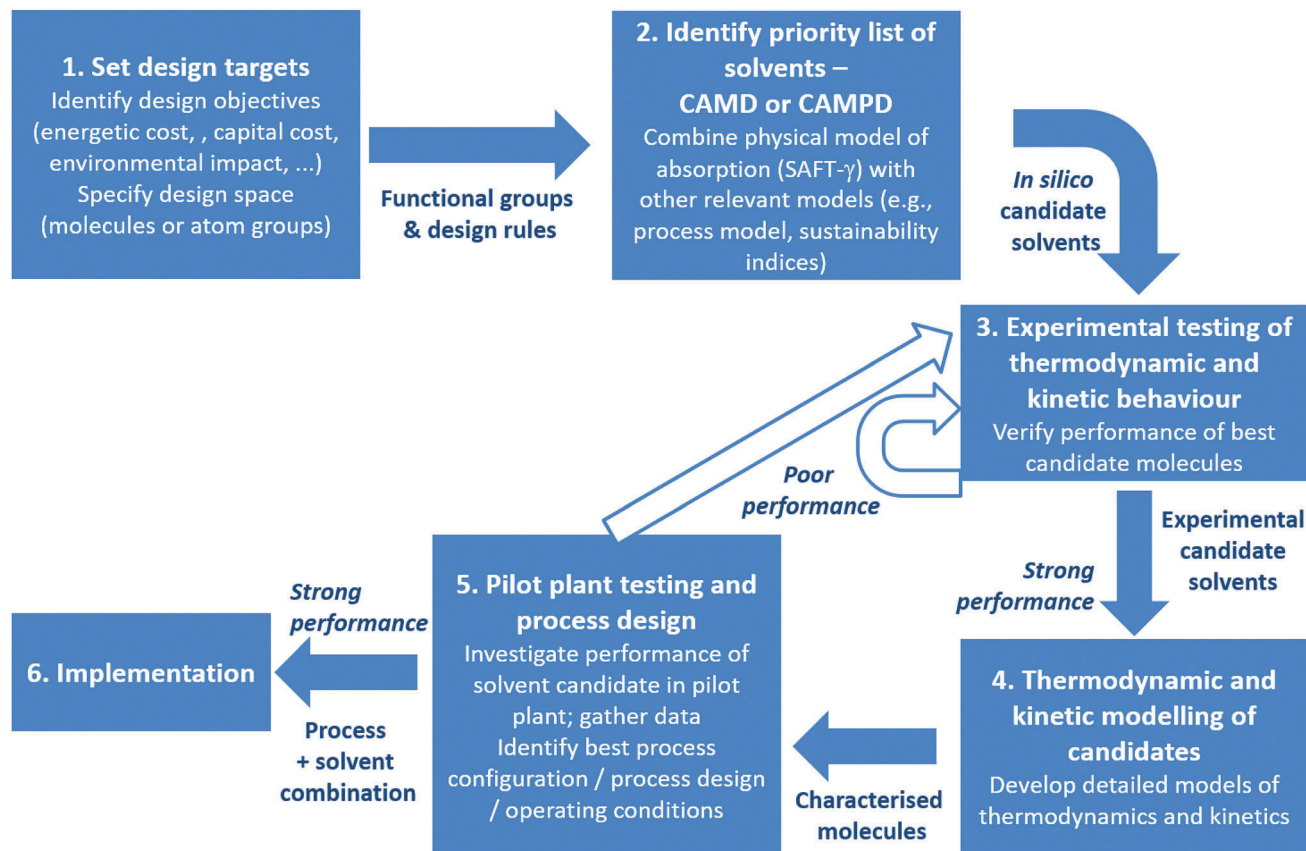 1. Set design targets
Identify design objectives
(energetic cost, , capital cost,
environmental impact, ...)
Specify design space
(molecules or atom groups)
Functional groups
& design rules
2. Identify priority list of
solvents –
CAMD or CAMPD
Combine physical model of
absorption (SAFT-γ) with
other relevant models (e.g.,
process model, sustainability
indices)
In silico
candidate
solvents
3. Experimental testing of
thermodynamic and
kinetic behaviour
Verify performance of best
candidate molecules
Poor
performance
Experimental
candidate
solvents
Strong
performance
4. Thermodynamic and
kinetic modelling of
candidates
Develop detailed models of
thermodynamics and kinetics
Characterised
molecules
5. Pilot plant testing and
process design
Investigate performance of
solvent candidate in pilot
plant; gather data
Identify best process
configuration / process design
/ operating conditions
Strong
performance
Process
+ solvent
combination
6. Implementation